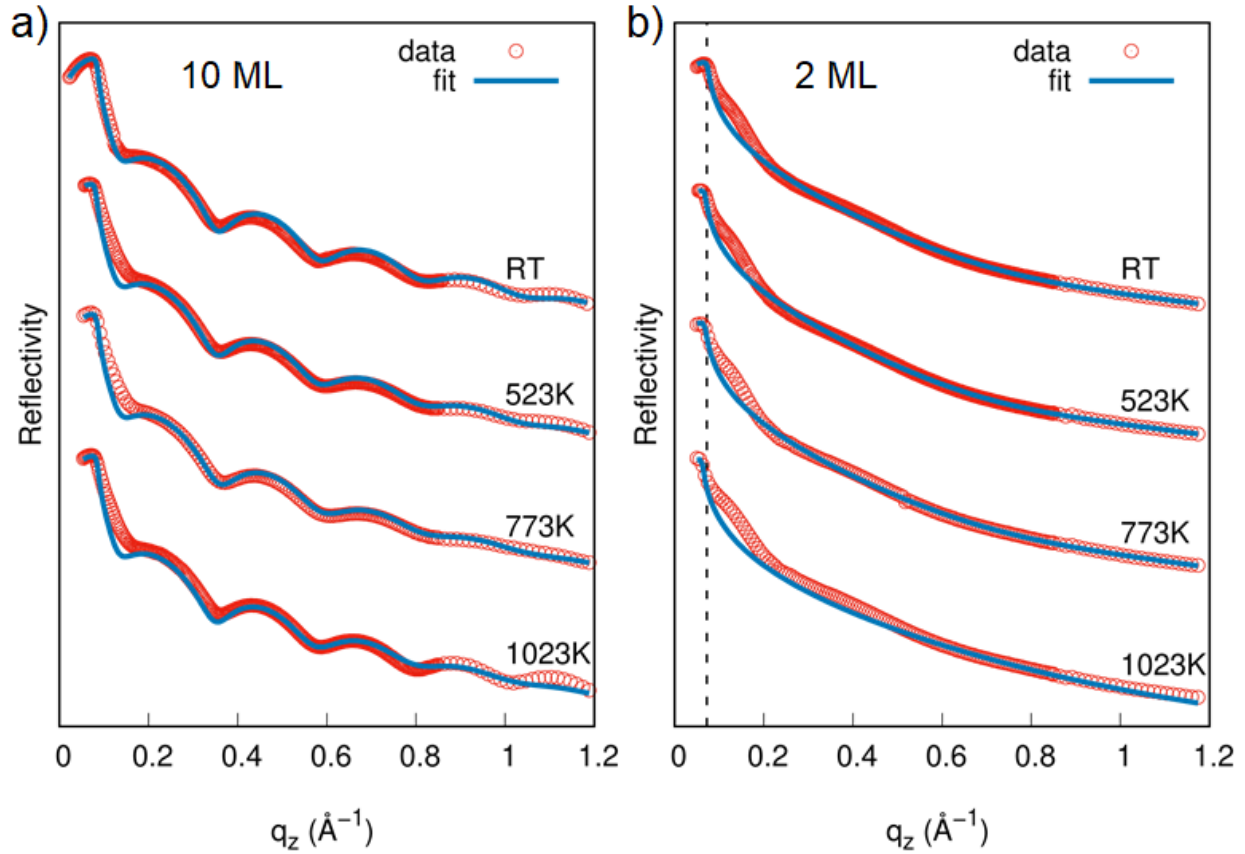 a)
10 ML
data
fit
RT
523K
773K
1023K
Reflectivity
0 0.2 0.4 0.6 0.8 1 1.2
q_z (Å⁻¹)
b)
2 ML
data
fit
RT
523K
773K
1023K
Reflectivity
0 0.2 0.4 0.6 0.8 1 1.2
q_z (Å⁻¹)